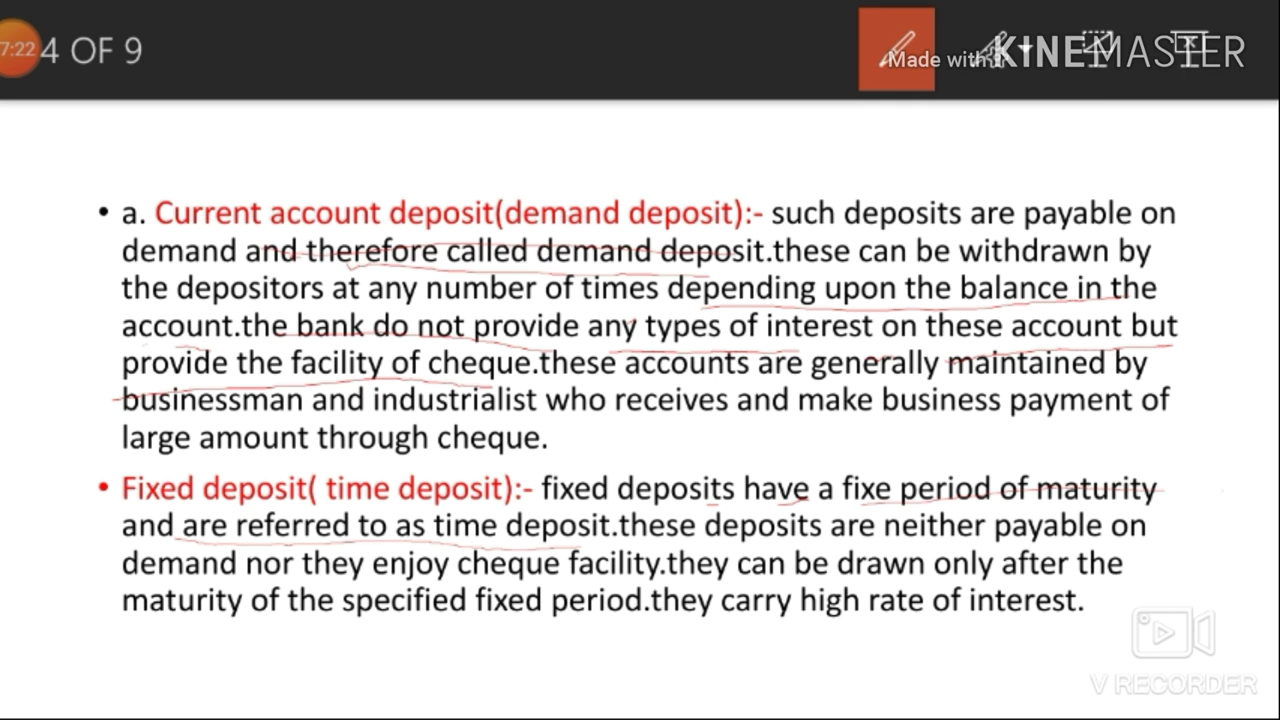 7:22 4 OF 9
Made with KINEMASTER
• a. Current account deposit(demand deposit):- such deposits are payable on
demand and therefore called demand deposit.these can be withdrawn by
the depositors at any number of times depending upon the balance in the
account.the bank do not provide any types of interest on these account but
provide the facility of cheque.these accounts are generally maintained by
businessman and industrialist who receives and make business payment of
large amount through cheque.
• Fixed deposit( time deposit):- fixed deposits have a fixe period of maturity
and are referred to as time deposit.these deposits are neither payable on
demand nor they enjoy cheque facility.they can be drawn only after the
maturity of the specified fixed period.they carry high rate of interest.
V RECORDER